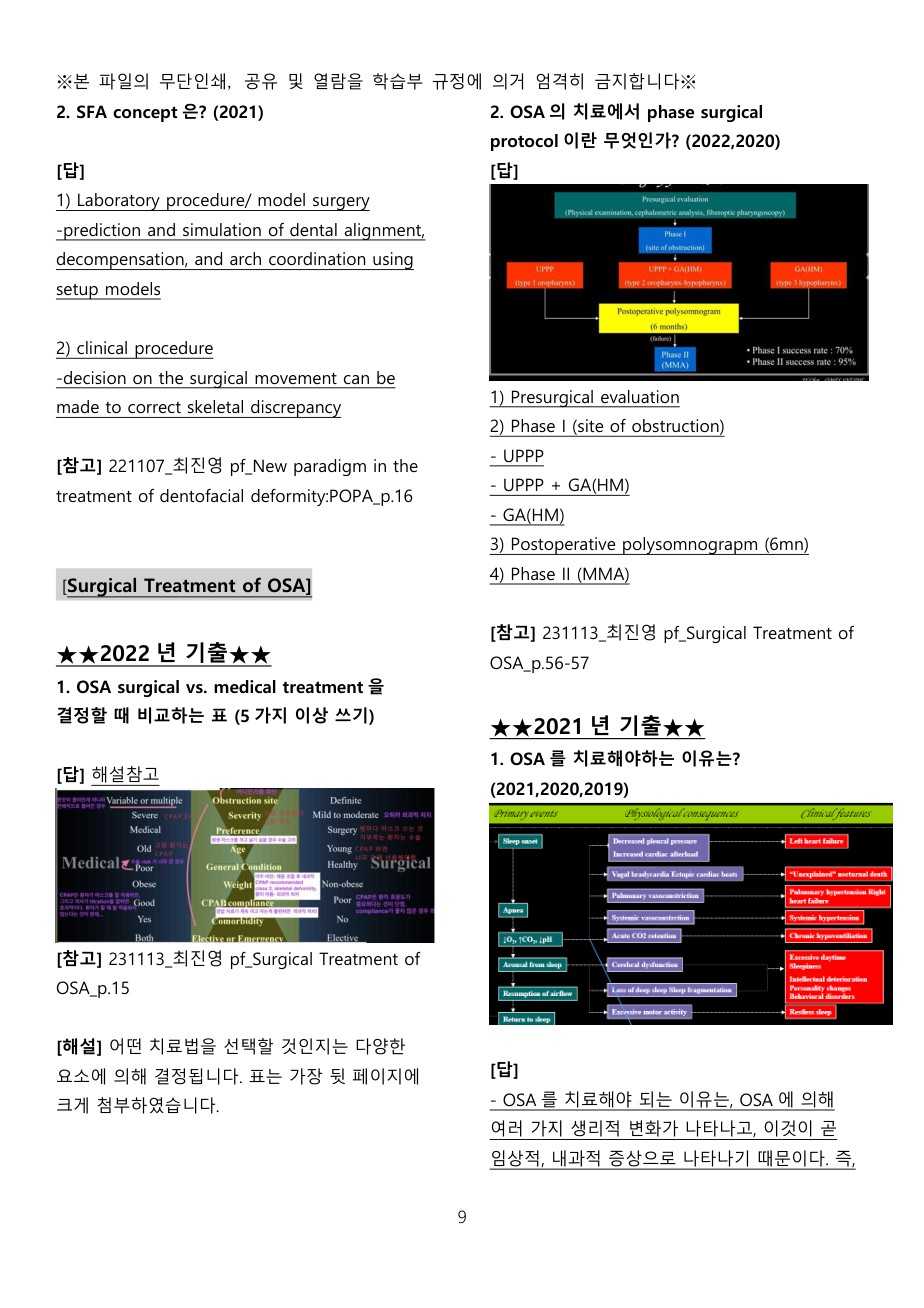 ※본 파일의 무단인쇄, 공유 및 열람을 학습부 규정에 의거 엄격히 금지합니다※
2. SFA concept 은? (2021)
[답]
1) Laboratory procedure/ model surgery
-prediction and simulation of dental alignment,
decompensation, and arch coordination using
setup models
2) clinical procedure
-decision on the surgical movement can be
made to correct skeletal discrepancy
[참고] 221107_최진영 pf_New paradigm in the
treatment of dentofacial deformity:POPA_p.16
[Surgical Treatment of OSA]
★★2022 년 기출★★
1. OSA surgical vs. medical treatment 을
결정할 때 비교하는 표 (5 가지 이상 쓰기)
[답] 해설참고
Variable or multiple Obstruction site Definite
Severe Severity Mild to moderate
Medical Preference Surgery
Old Age Young
Medical Poor General Condition Healthy Surgical
Obese Weight Non-obese
Good CPAP compliance Poor
Yes Comorbidity No
Both Elective or Emergency Elective
[참고] 231113_최진영 pf_Surgical Treatment of
OSA_p.15
[해설] 어떤 치료법을 선택할 것인지는 다양한
요소에 의해 결정됩니다. 표는 가장 뒷 페이지에
크게 첨부하였습니다.
2. OSA 의 치료에서 phase surgical
protocol 이란 무엇인가? (2022,2020)
[답]
Presurgical evaluation
(Physical examination, cephalometric analysis, fiberoptic pharyngoscopy)
Phase I
(site of obstruction)
UPPP UPPP + GA(HM) GA(HM)
(type 1 oropharynx) (type 2 oropharynx-hypopharynx) (type 3 hypopharynx)
Postoperative polysomnogram
(6 months)
(failure)
Phase II
(MMA)
• Phase I success rate : 70%
• Phase II success rate : 95%
1) Presurgical evaluation
2) Phase I (site of obstruction)
- UPPP
- UPPP + GA(HM)
- GA(HM)
3) Postoperative polysomnograpm (6mn)
4) Phase II (MMA)
[참고] 231113_최진영 pf_Surgical Treatment of
OSA_p.56-57
★★2021 년 기출★★
1. OSA 를 치료해야하는 이유는?
(2021,2020,2019)
Primary events Physiological consequences Clinical features
Sleep onset
Apnea
↓O₂, ↑CO₂, ↓pH
Arousal from sleep
Resumption of airflow
Return to sleep
Decreased pleural pressure
Increased cardiac afterload
Vagal bradycardia Ectopic cardiac beats
Pulmonary vasoconstriction
Systemic vasoconstriction
Acute CO2 retention
Cerebral dysfunction
Loss of deep sleep Sleep fragmentation
Excessive motor activity
Left heart failure
"Unexplained" nocturnal death
Pulmonary hypertension Right
heart failure
Systemic hypertension
Chronic hypoventilation
Excessive daytime
Sleepiness
Intellectual deterioration
Personality changes
Behavioral disorders
Restless sleep
[답]
- OSA 를 치료해야 되는 이유는, OSA 에 의해
여러 가지 생리적 변화가 나타나고, 이것이 곧
임상적, 내과적 증상으로 나타나기 때문이다. 즉,
9